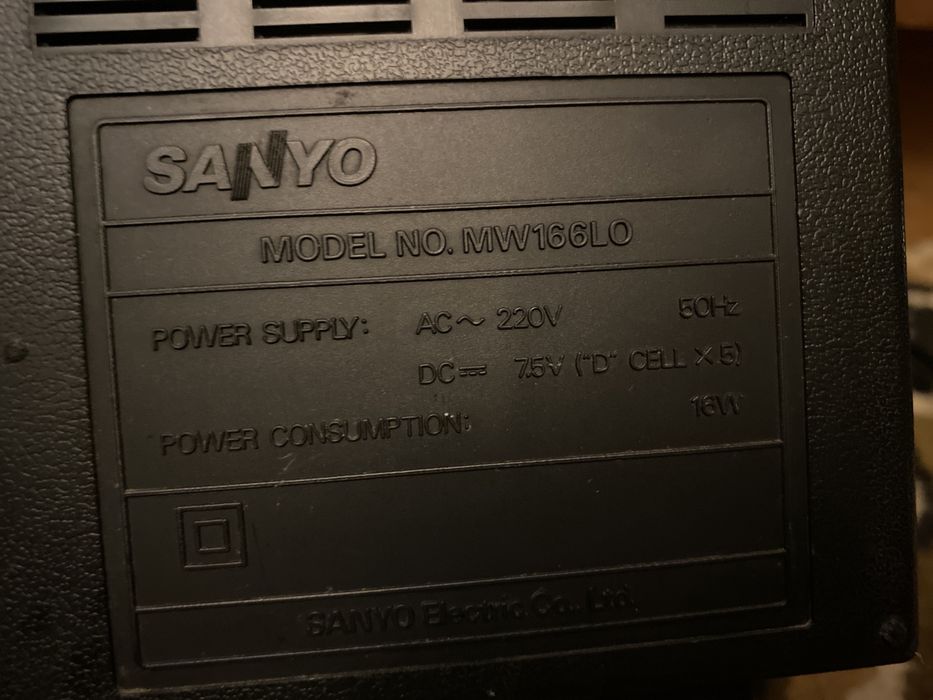 SANYO
MODEL NO. MW166LO
POWER SUPPLY: AC ~ 220V 50Hz
DC ⎓ 7.5V ("D" CELL × 5)
POWER CONSUMPTION: 16W
SANYO Electric Co., Ltd.